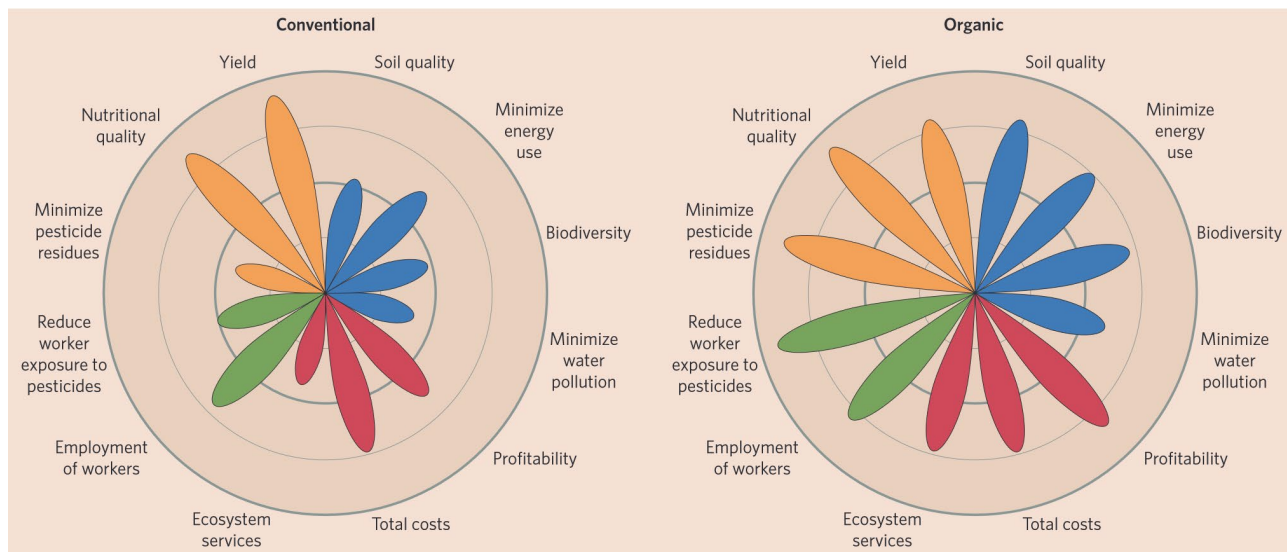 Conventional
Yield
Soil quality
Nutritional
quality
Minimize
energy
use
Minimize
pesticide
residues
Biodiversity
Reduce
worker
exposure to
pesticides
Minimize
water
pollution
Employment
of workers
Profitability
Ecosystem
services
Total costs
Organic
Yield
Soil quality
Nutritional
quality
Minimize
energy
use
Minimize
pesticide
residues
Biodiversity
Reduce
worker
exposure to
pesticides
Minimize
water
pollution
Employment
of workers
Profitability
Ecosystem
services
Total costs